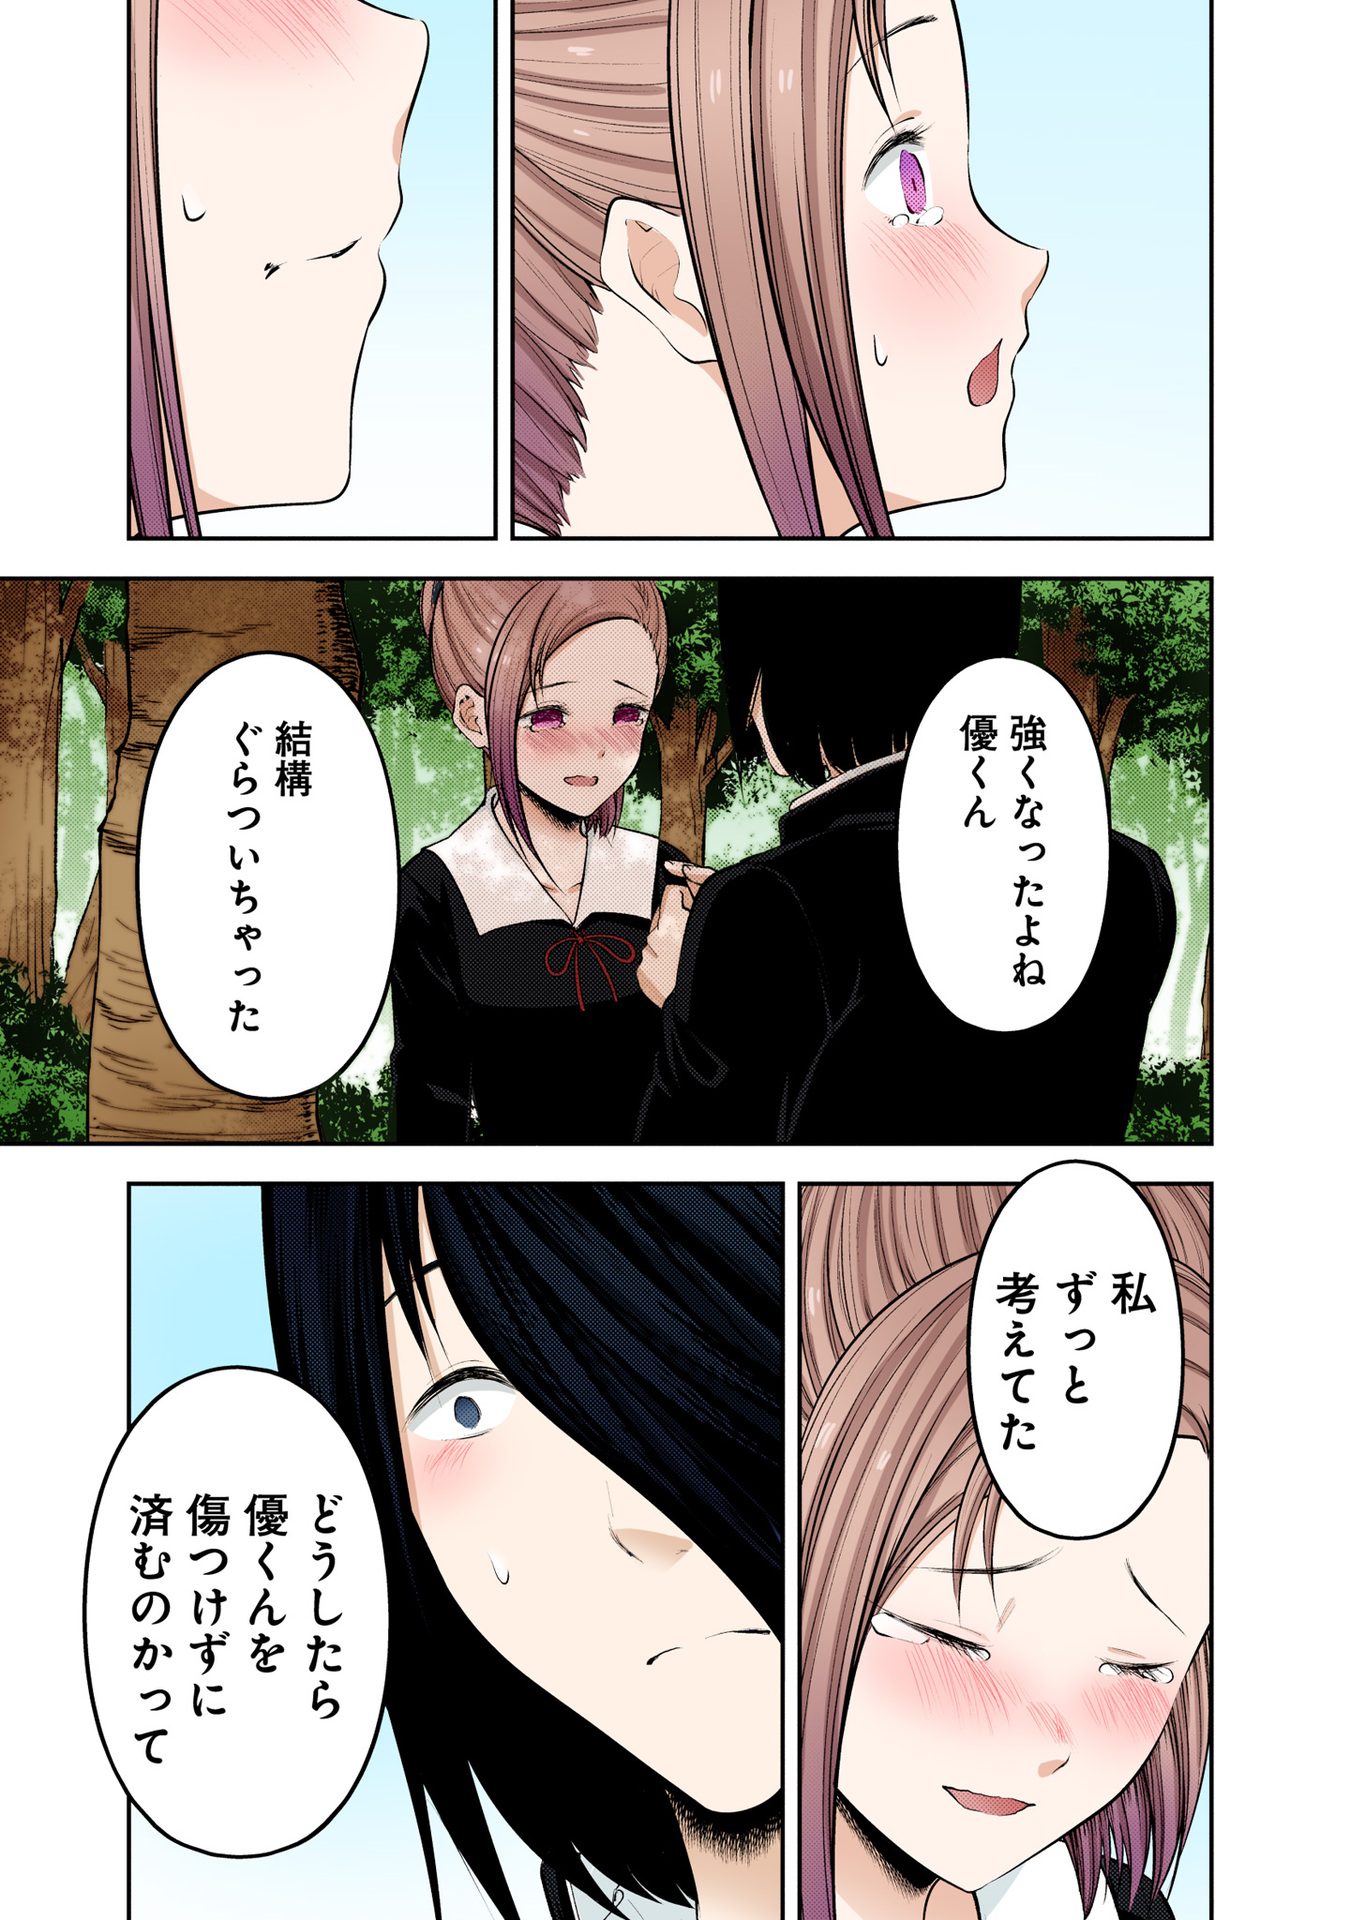 強くなったよね
優くん
結構
ぐらついちゃった
私
ずっと
考えてた
どうしたら
優くんを
傷つけずに
済むのかって